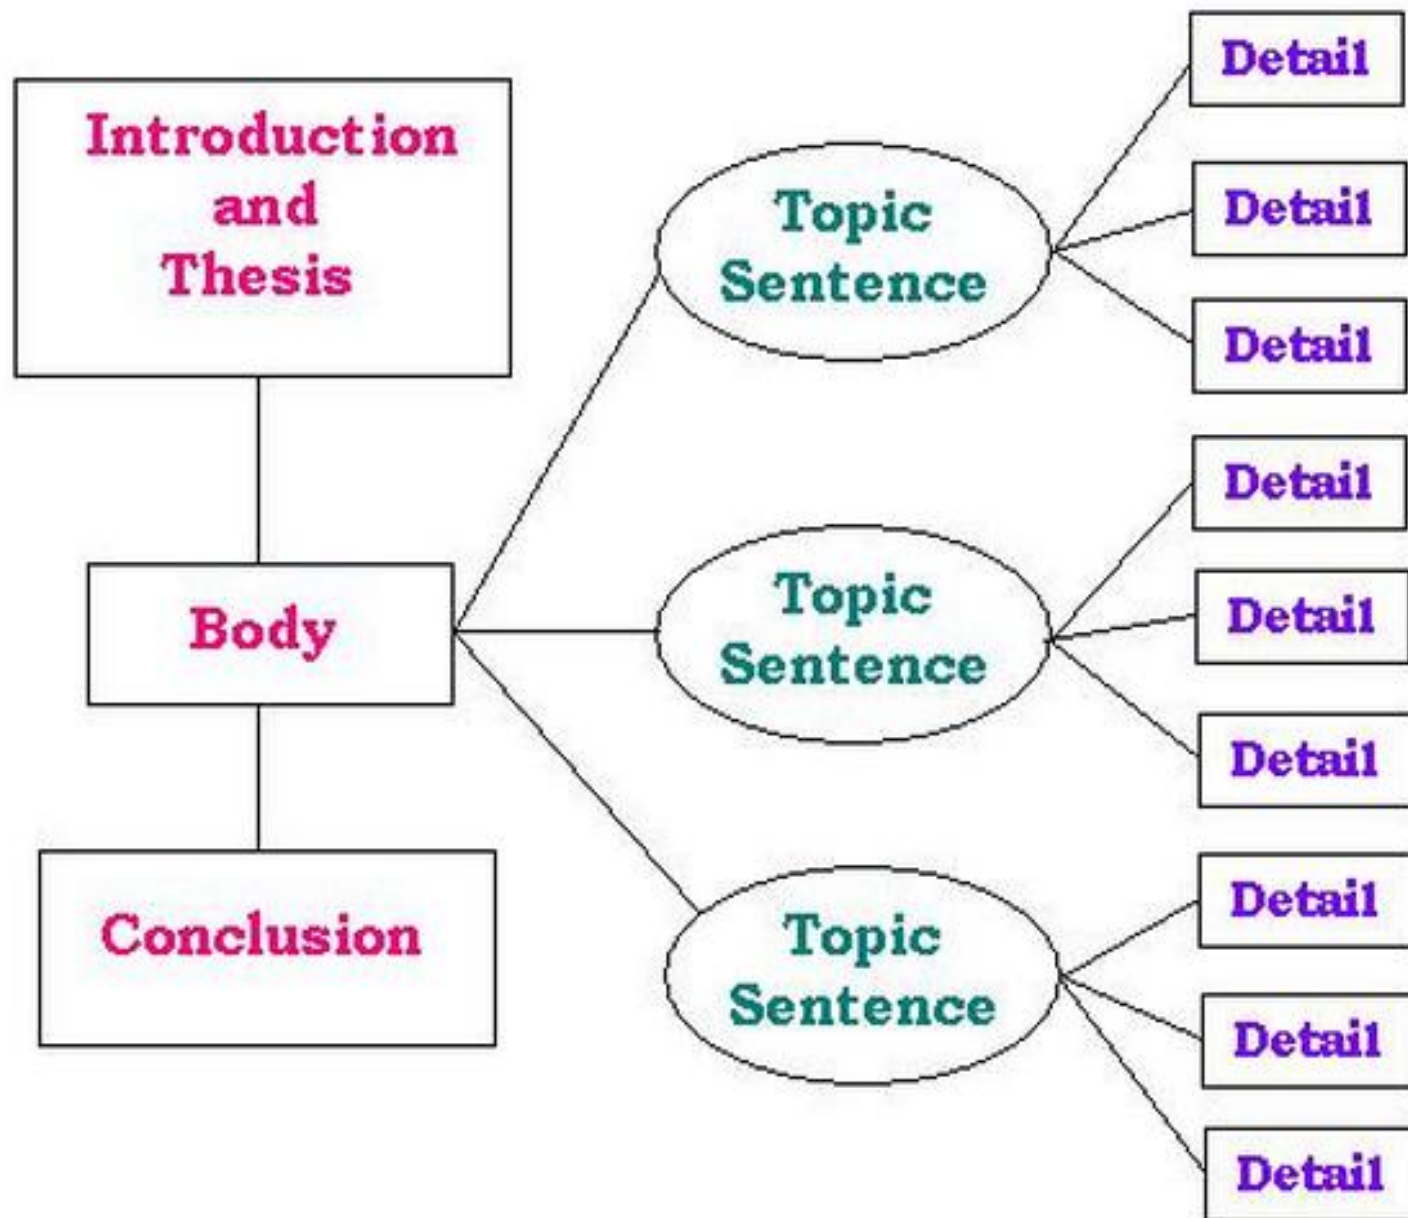 Introduction
and
Thesis
Body
Conclusion
Topic
Sentence
Detail
Detail
Detail
Topic
Sentence
Detail
Detail
Detail
Topic
Sentence
Detail
Detail
Detail